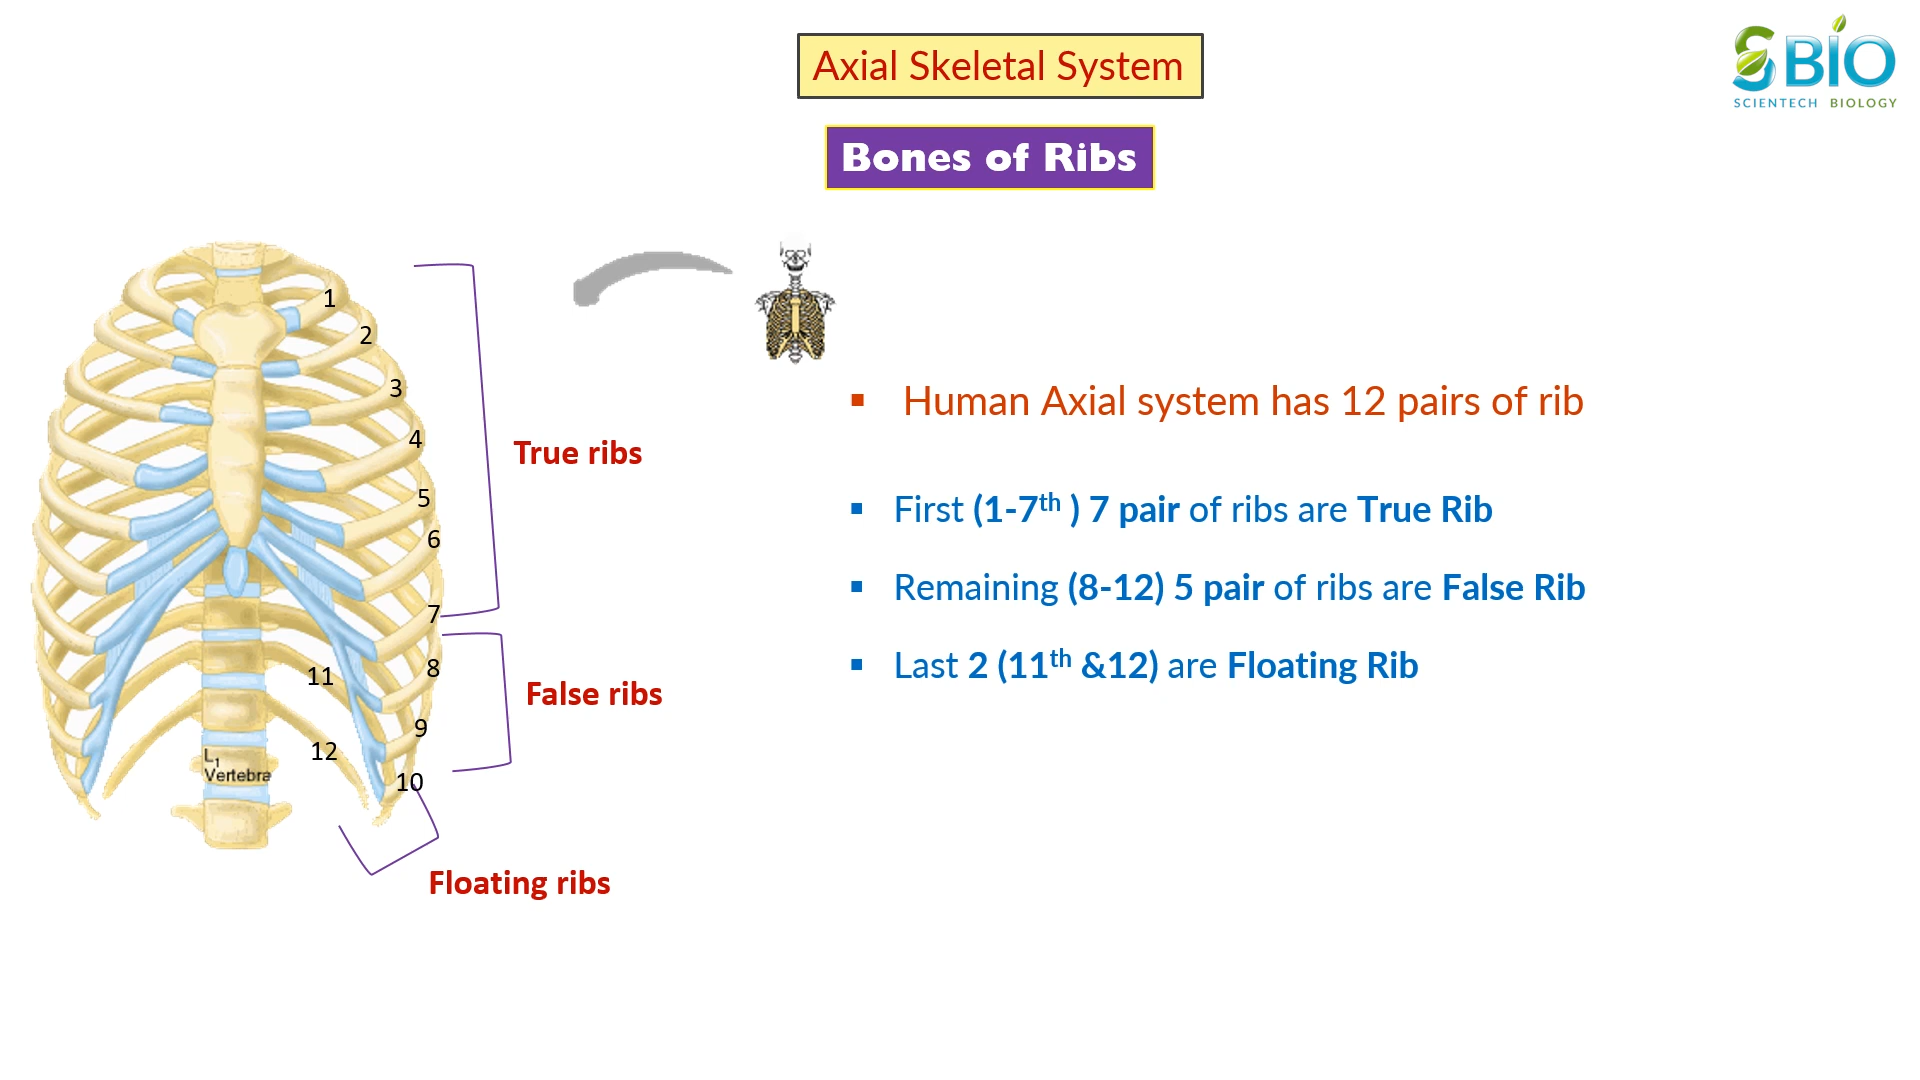 Axial Skeletal System
SBIO
SCIENTECH BIOLOGY
Bones of Ribs
1
2
3
4
5
6
7
8
9
10
11
12
L1
Vertebra
True ribs
False ribs
Floating ribs
▪ Human Axial system has 12 pairs of rib
▪ First (1-7th ) 7 pair of ribs are True Rib
▪ Remaining (8-12) 5 pair of ribs are False Rib
▪ Last 2 (11th &12) are Floating Rib